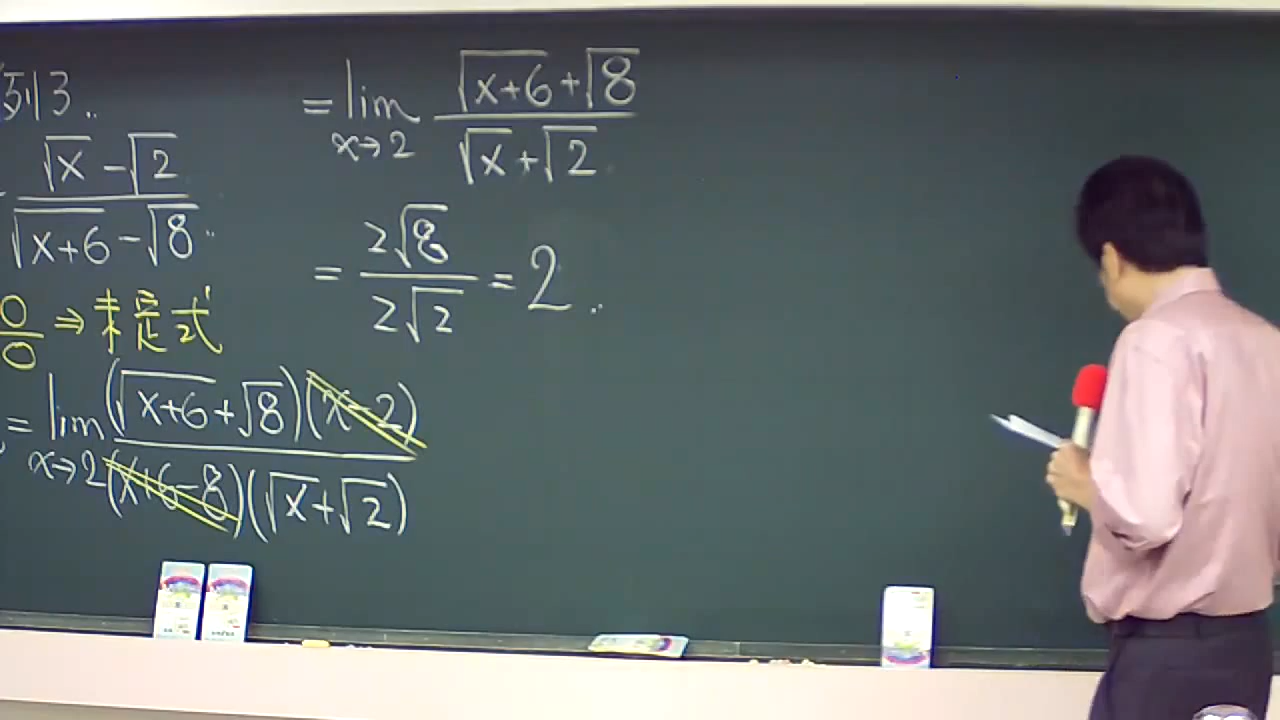 列3..
√x - √2
√(x+6) - √8..
0/0 ⇒ 未定式
= lim x→2 (√(x+6) + √8)(x-2)
(x+6-8)(√x + √2)
= lim x→2 √(x+6) + √8
√x + √2
= 2√8 / 2√2 = 2..